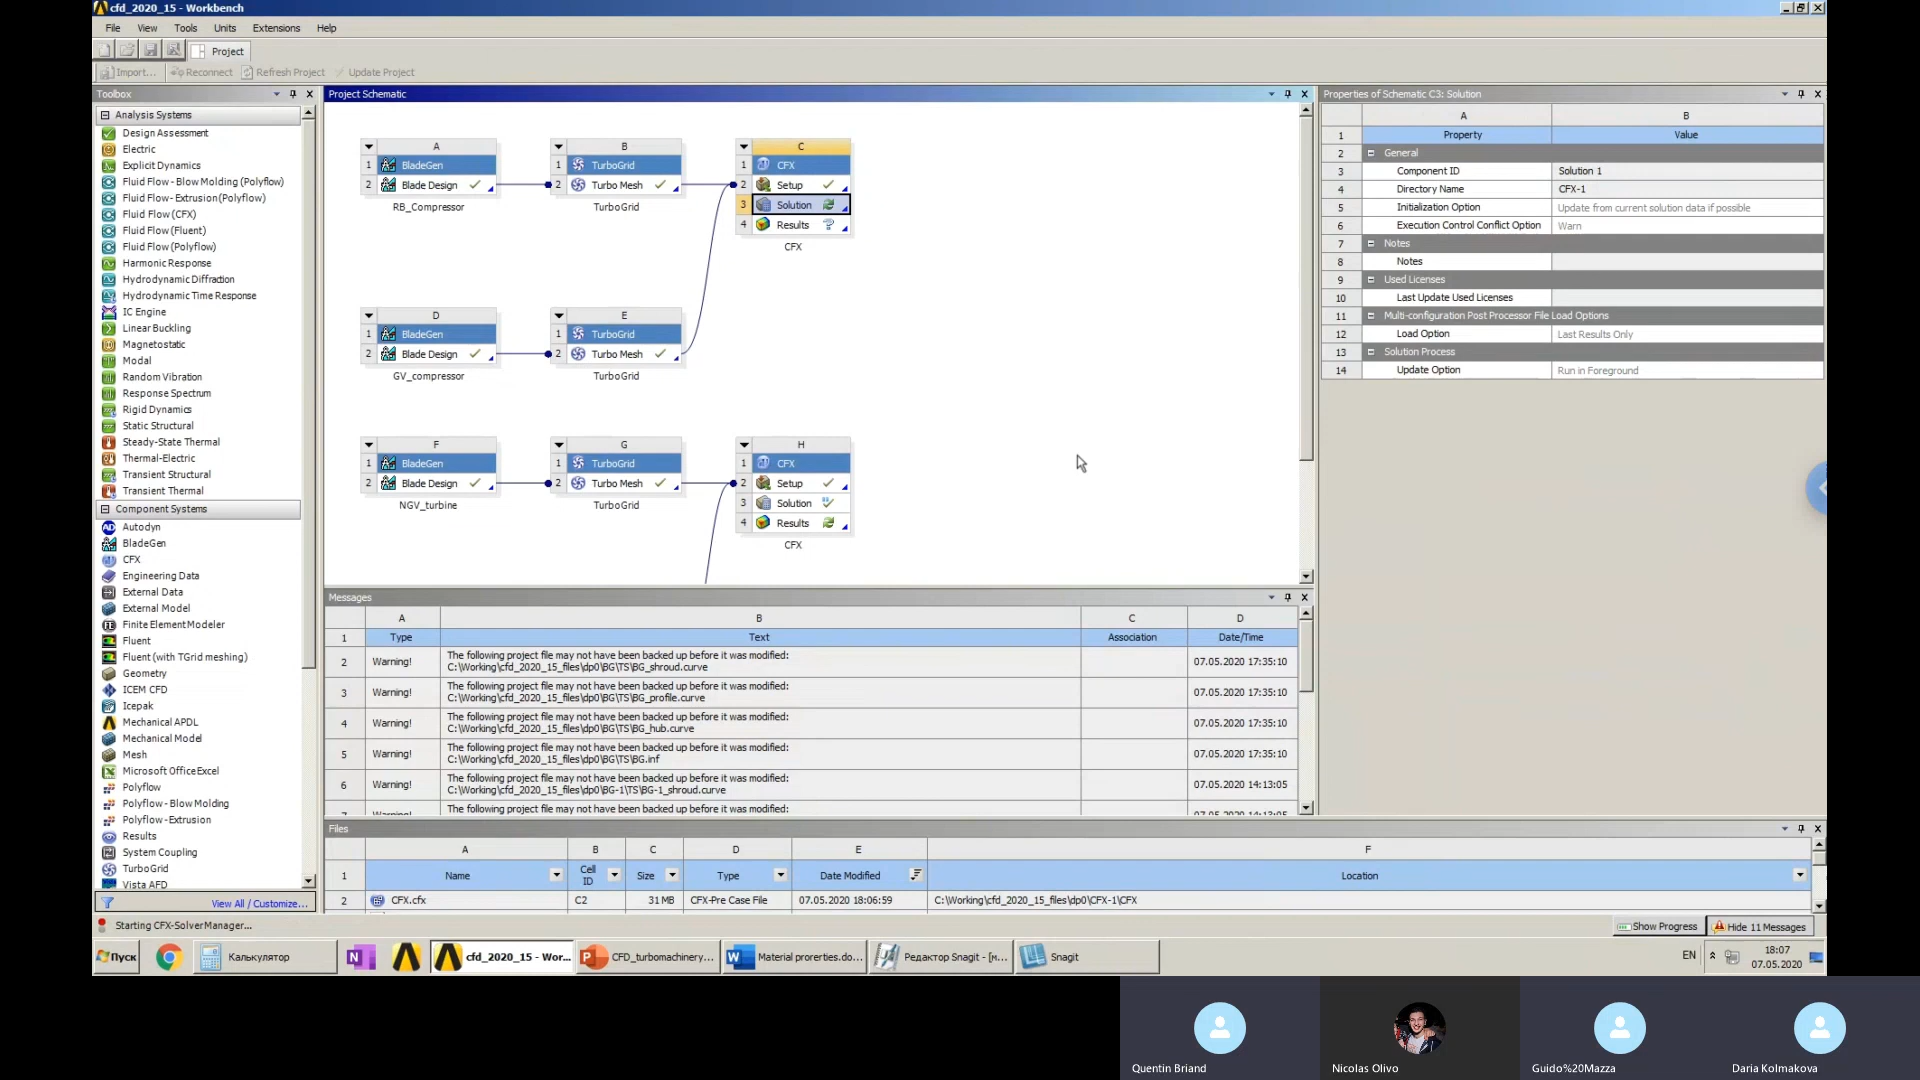 cfd_2020_15 - Workbench
File View Tools Units Extensions Help
Project
Import... Reconnect Refresh Project Update Project
Toolbox
Analysis Systems
Design Assessment
Electric
Explicit Dynamics
Fluid Flow - Blow Molding (Polyflow)
Fluid Flow - Extrusion (Polyflow)
Fluid Flow (CFX)
Fluid Flow (Fluent)
Fluid Flow (Polyflow)
Harmonic Response
Hydrodynamic Diffraction
Hydrodynamic Time Response
IC Engine
Linear Buckling
Magnetostatic
Modal
Random Vibration
Response Spectrum
Rigid Dynamics
Static Structural
Steady-State Thermal
Thermal-Electric
Transient Structural
Transient Thermal
Component Systems
Autodyn
BladeGen
CFX
Engineering Data
External Data
External Model
Finite Element Modeler
Fluent
Fluent (with TGrid meshing)
Geometry
ICEM CFD
Icepak
Mechanical APDL
Mechanical Model
Mesh
Microsoft Office Excel
Polyflow
Polyflow - Blow Molding
Polyflow - Extrusion
Results
System Coupling
TurboGrid
Vista AFD
View All / Customize...
Project Schematic
A
1 BladeGen
2 Blade Design
RB_Compressor
B
1 TurboGrid
2 Turbo Mesh
TurboGrid
C
1 CFX
2 Setup
3 Solution
4 Results
CFX
D
1 BladeGen
2 Blade Design
GV_compressor
E
1 TurboGrid
2 Turbo Mesh
TurboGrid
F
1 BladeGen
2 Blade Design
NGV_turbine
G
1 TurboGrid
2 Turbo Mesh
TurboGrid
H
1 CFX
2 Setup
3 Solution
4 Results
CFX
Properties of Schematic C3: Solution
A B
1 Property Value
2 General
3 Component ID Solution 1
4 Directory Name CFX-1
5 Initialization Option Update from current solution data if possible
6 Execution Control Conflict Option Warn
7 Notes
8 Notes
9 Used Licenses
10 Last Update Used Licenses
11 Multi-configuration Post Processor File Load Options
12 Load Option Last Results Only
13 Solution Process
14 Update Option Run in Foreground
Messages
A B C D
1 Type Text Association Date/Time
2 Warning! The following project file may not have been backed up before it was modified: 07.05.2020 17:35:10
C:\Working\cfd_2020_15_files\dp0\BG\TS\BG_shroud.curve
3 Warning! The following project file may not have been backed up before it was modified: 07.05.2020 17:35:10
C:\Working\cfd_2020_15_files\dp0\BG\TS\BG_profile.curve
4 Warning! The following project file may not have been backed up before it was modified: 07.05.2020 17:35:10
C:\Working\cfd_2020_15_files\dp0\BG\TS\BG_hub.curve
5 Warning! The following project file may not have been backed up before it was modified: 07.05.2020 17:35:10
C:\Working\cfd_2020_15_files\dp0\BG\TS\BG.inf
6 Warning! The following project file may not have been backed up before it was modified: 07.05.2020 14:13:05
C:\Working\cfd_2020_15_files\dp0\BG-1\TS\BG-1_shroud.curve
7 Warning! The following project file may not have been backed up before it was modified: 07.05.2020 14:13:05
Files
A B C D E F
1 Name Cell ID Size Type Date Modified Location
2 CFX.cfx C2 31 MB CFX-Pre Case File 07.05.2020 18:06:59 C:\Working\cfd_2020_15_files\dp0\CFX-1\CFX
Starting CFX-Solver Manager...
Show Progress Hide 11 Messages
Пуск Калькулятор cfd_2020_15 - Wor... CFD_turbomachinery... Material prorerties.do... Редактор Snagit - [м... Snagit EN 18:07
07.05.2020
Quentin Briand Nicolas Olivo Guido%20Mazza Daria Kolmakova